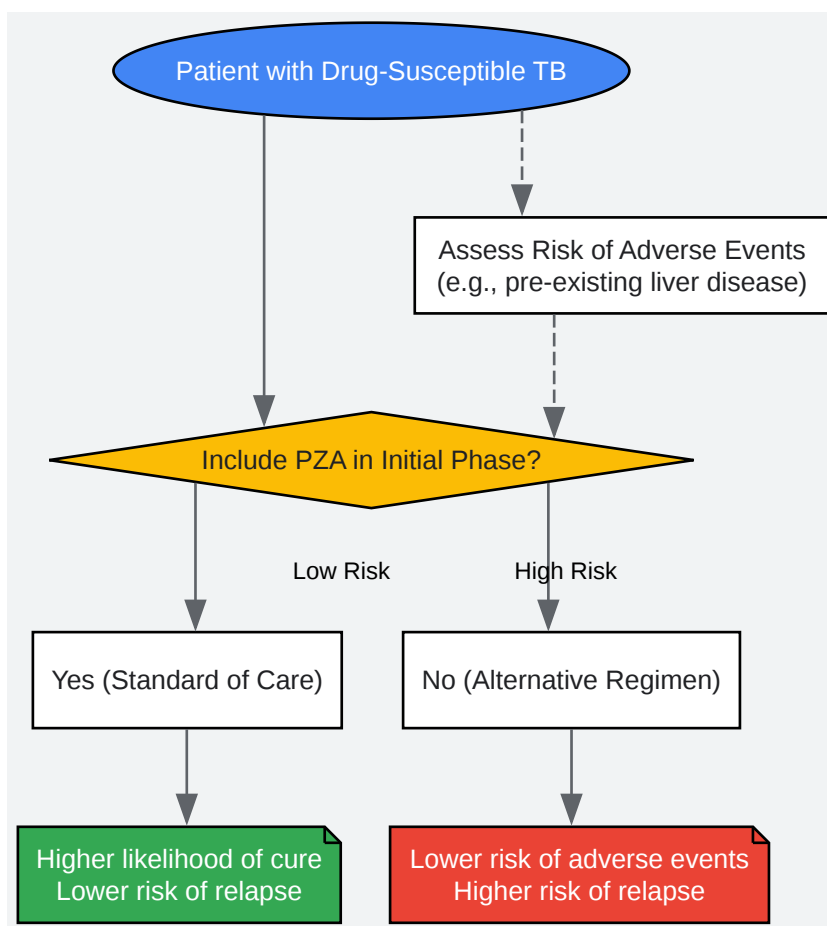 Patient with Drug-Susceptible TB
Assess Risk of Adverse Events
(e.g., pre-existing liver disease)
Include PZA in Initial Phase?
Low Risk
High Risk
Yes (Standard of Care)
No (Alternative Regimen)
Higher likelihood of cure
Lower risk of relapse
Lower risk of adverse events
Higher risk of relapse